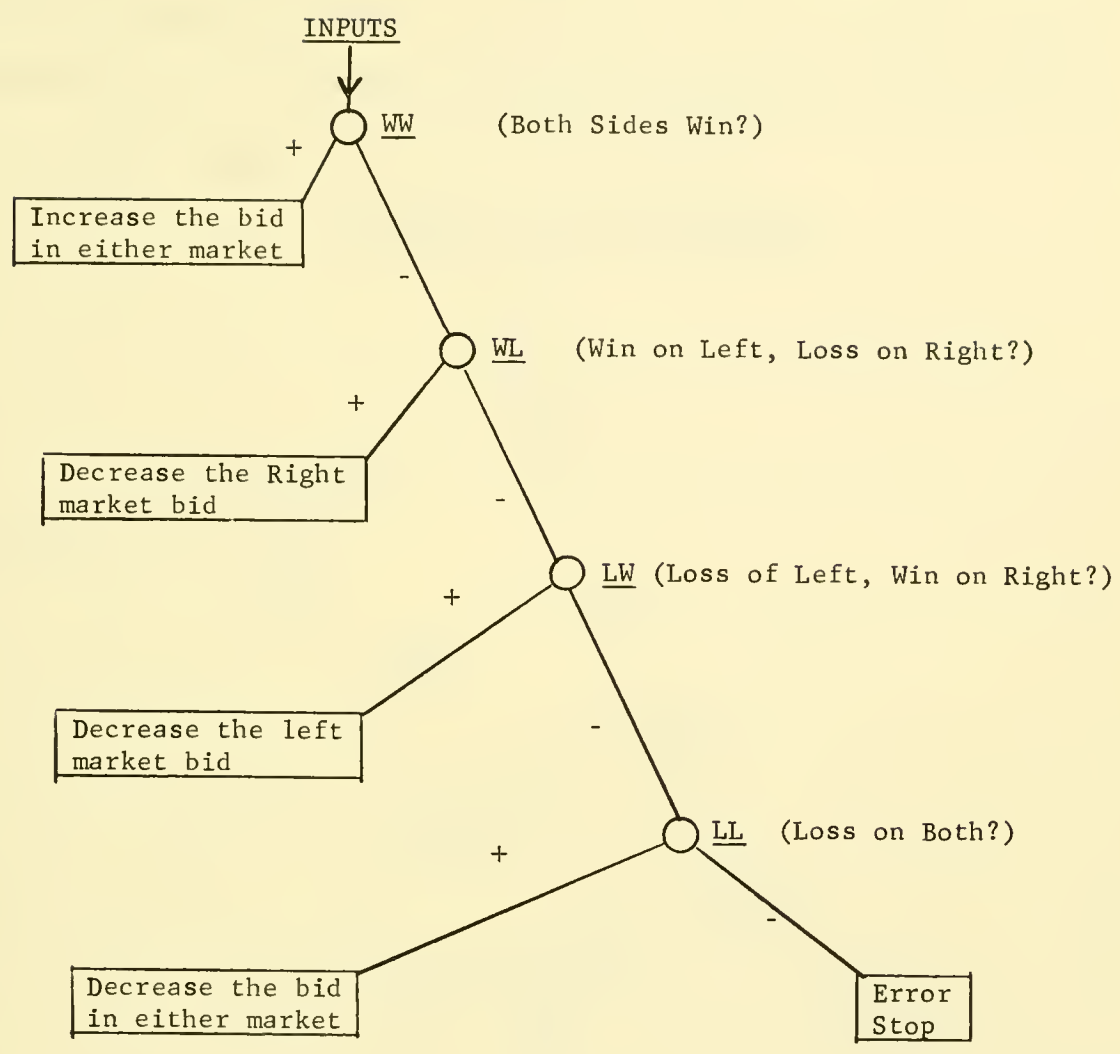 INPUTS
WW (Both Sides Win?)
+
Increase the bid
in either market
-
WL (Win on Left, Loss on Right?)
+
Decrease the Right
market bid
-
LW (Loss of Left, Win on Right?)
+
Decrease the left
market bid
-
LL (Loss on Both?)
+
-
Decrease the bid
in either market
Error
Stop